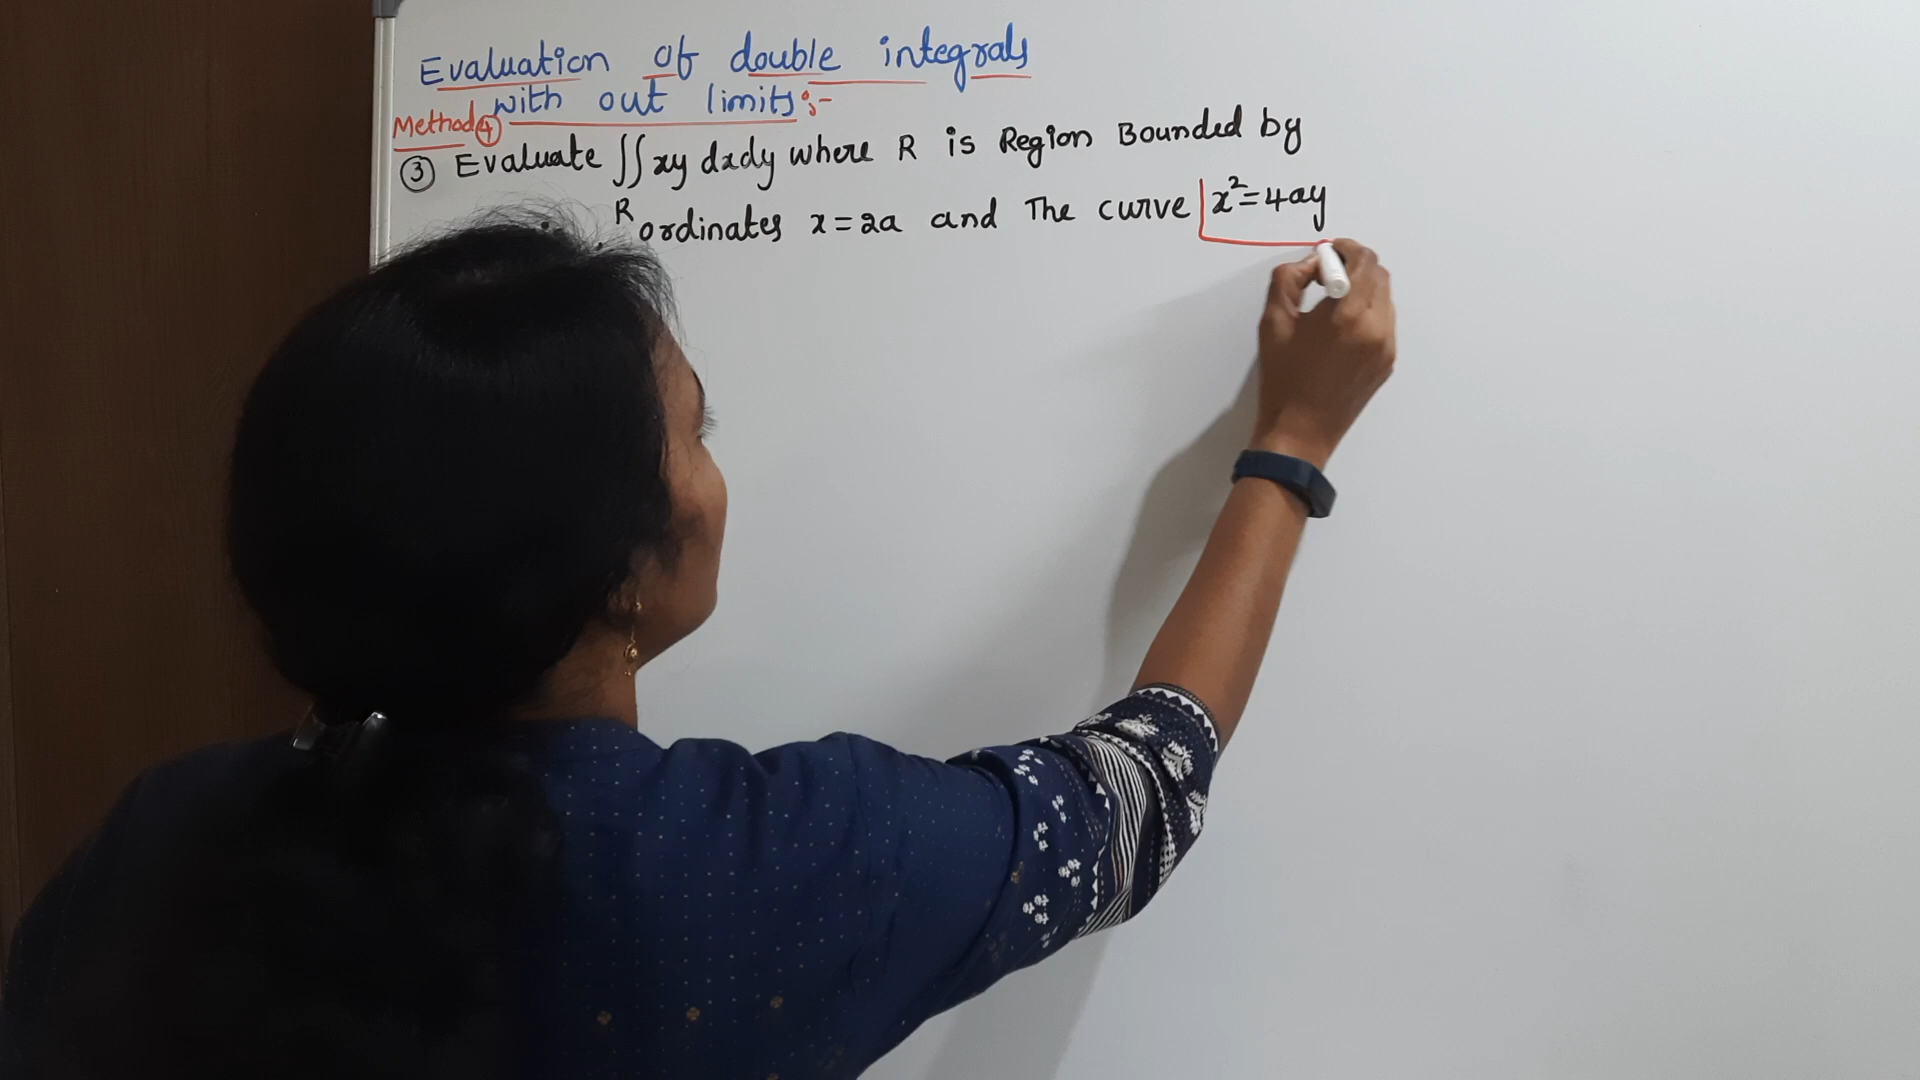 Evaluation of double integrals
with out limits:-
Method ④
③ Evaluate ∬xy dxdy where R is Region Bounded by
R ordinates x=2a and The curve x²=4ay